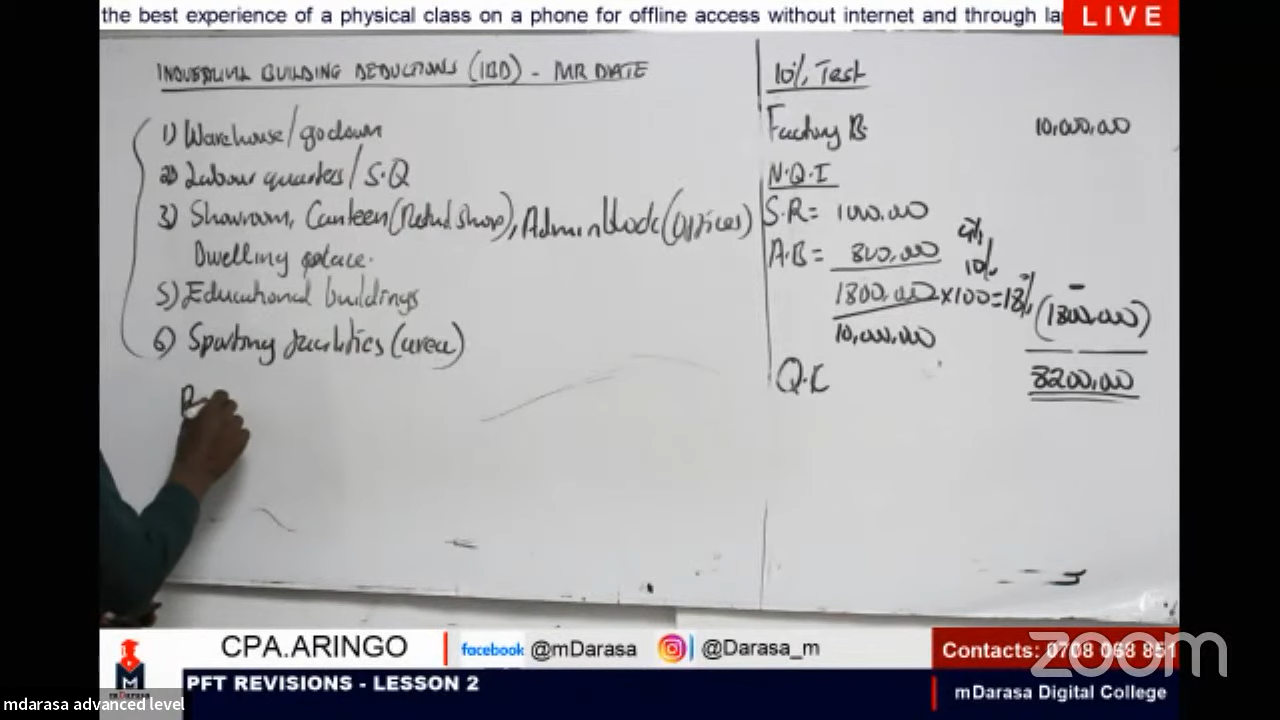 the best experience of a physical class on a phone for offline access without internet and through la
LIVE
INDUSTRIAL BUILDING DEDUCTIONS (IBD) - MR DATE
1) Warehouse/godown
2) Labour quarters/S.Q
3) Showroom, Canteen (Retail Shops), Admin block (Offices)
Dwelling place.
5) Educational buildings
6) Sporting facilities (area)
10% Test
Factory B 10,000,000
N.Q.I
S.R = 1000,000
A.B = 800,000
10%
1800,000 x100=18% (1800,000)
10,000,000
Q.E 8200,000
CPA.ARINGO
facebook @mDarasa
@Darasa_m
Contacts: 0708 068 851
zoom
PFT REVISIONS - LESSON 2
mDarasa Digital College
mDarasa
mdarasa advanced level